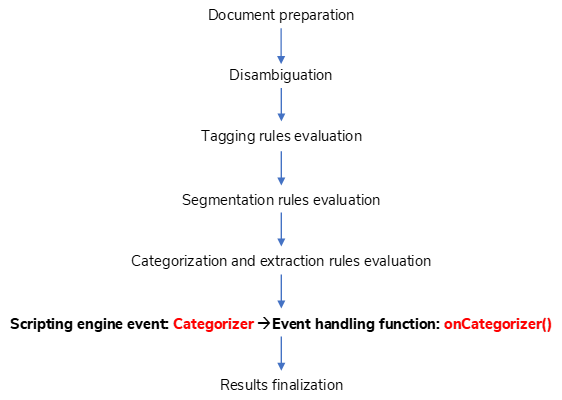 Document preparation
Disambiguation
Tagging rules evaluation
Segmentation rules evaluation
Categorization and extraction rules evaluation
Scripting engine event: Categorizer →Event handling function: onCategorizer()
Results finalization